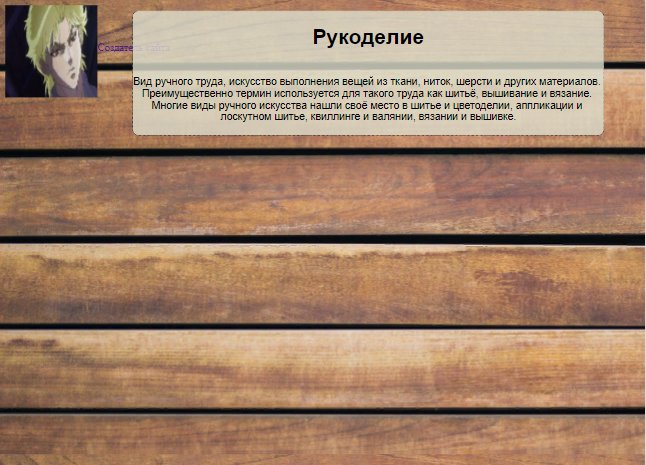 Рукоделие
Создатель сайта
Вид ручного труда, искусство выполнения вещей из ткани, ниток, шерсти и других материалов.
Преимущественно термин используется для такого труда как шитьё, вышивание и вязание.
Многие виды ручного искусства нашли своё место в шитье и цветоделии, аппликации и
лоскутном шитье, квиллинге и валянии, вязании и вышивке.